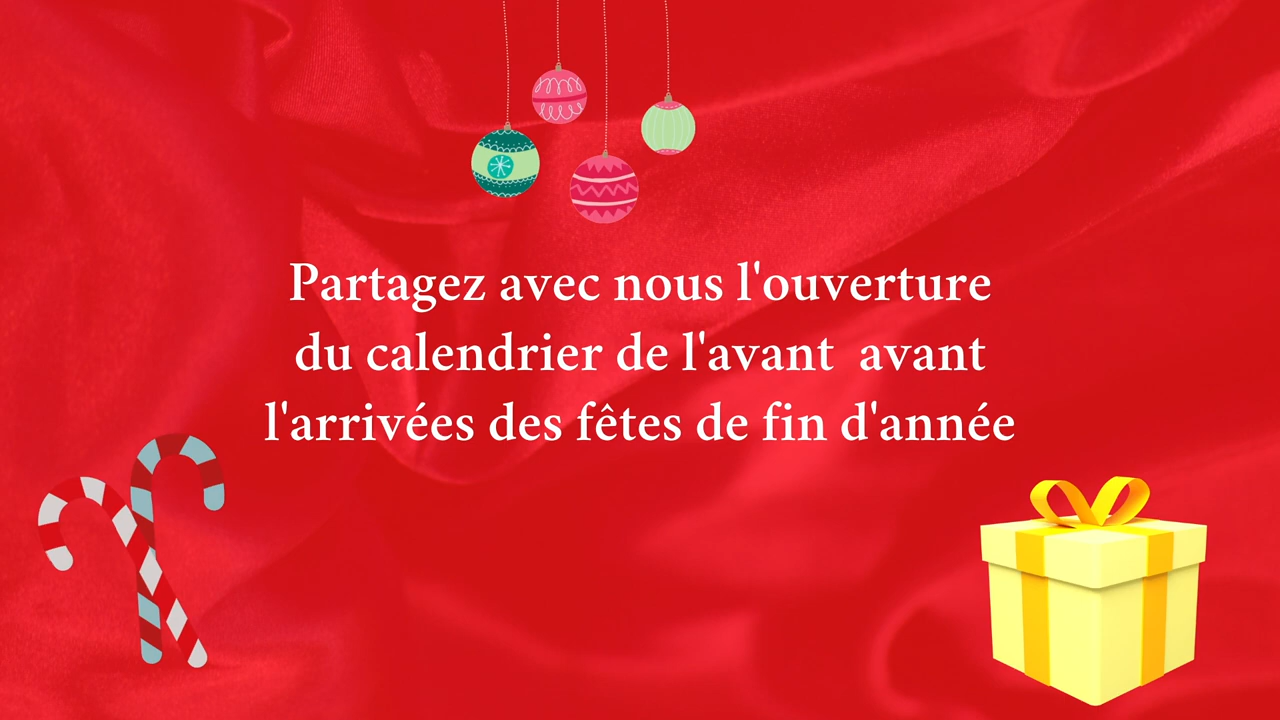 Partagez avec nous l'ouverture
du calendrier de l'avant  avant
l'arrivées des fêtes de fin d'année